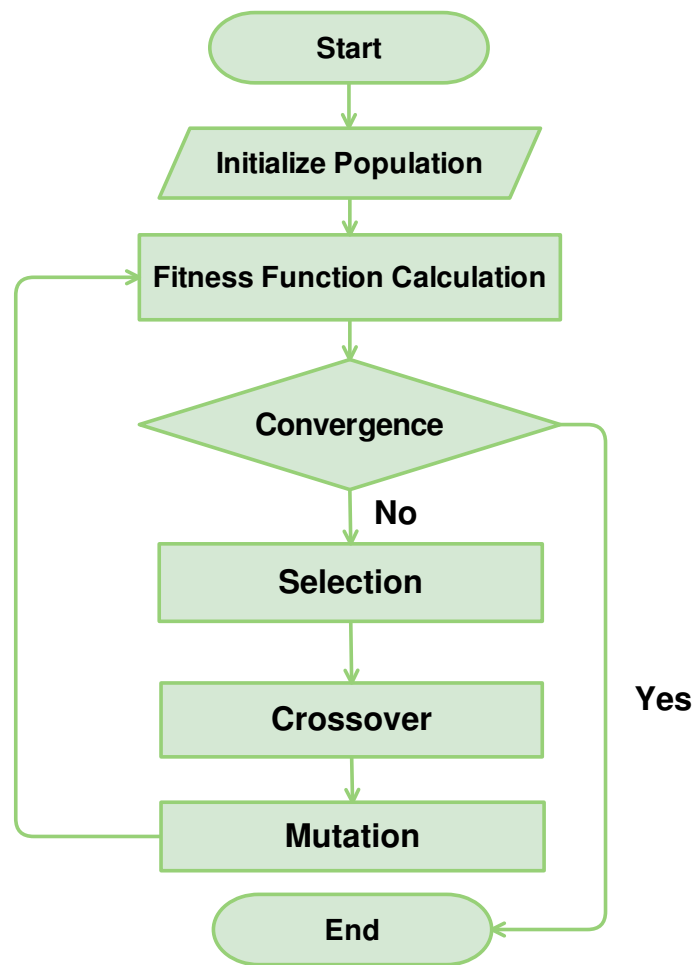 Start
Initialize Population
Fitness Function Calculation
Convergence
No
Selection
Yes
Crossover
Mutation
End